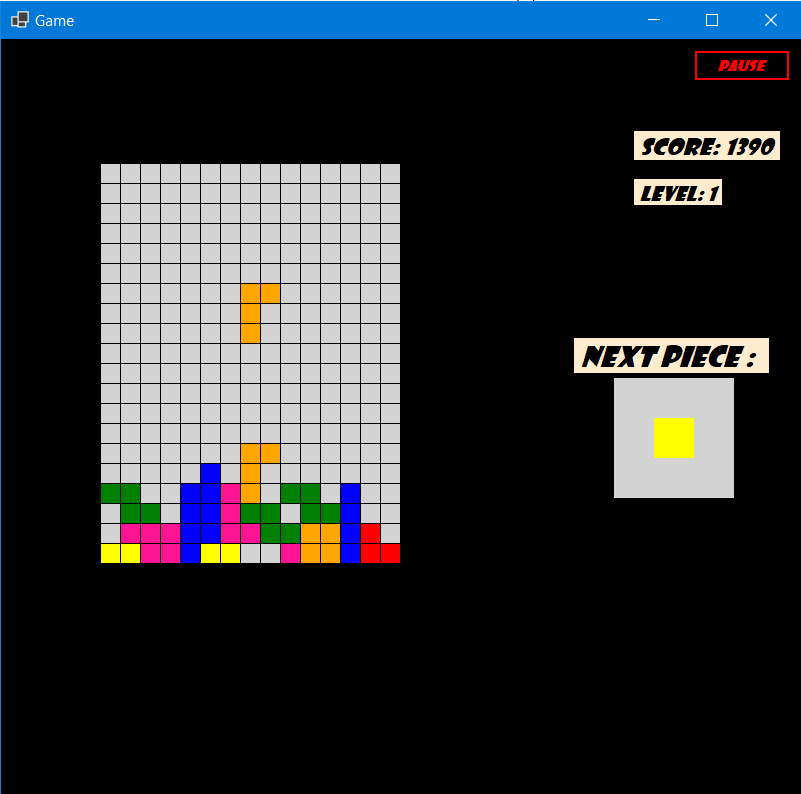 Game
PAUSE
SCORE: 1390
LEVEL: 1
NEXT PIECE :